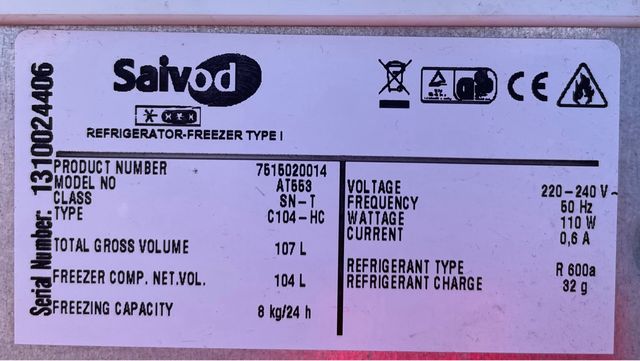 Saivod
REFRIGERATOR-FREEZER TYPE I
Serial Number: 1310024406
PRODUCT NUMBER 7515020014
MODEL NO AT553
CLASS SN-T
TYPE C104-HC
TOTAL GROSS VOLUME 107 L
FREEZER COMP. NET.VOL. 104 L
FREEZING CAPACITY 8 kg/24 h
VOLTAGE 220-240 V~
FREQUENCY 50 Hz
WATTAGE 110 W
CURRENT 0,6 A
REFRIGERANT TYPE R 600a
REFRIGERANT CHARGE 32 g
CE